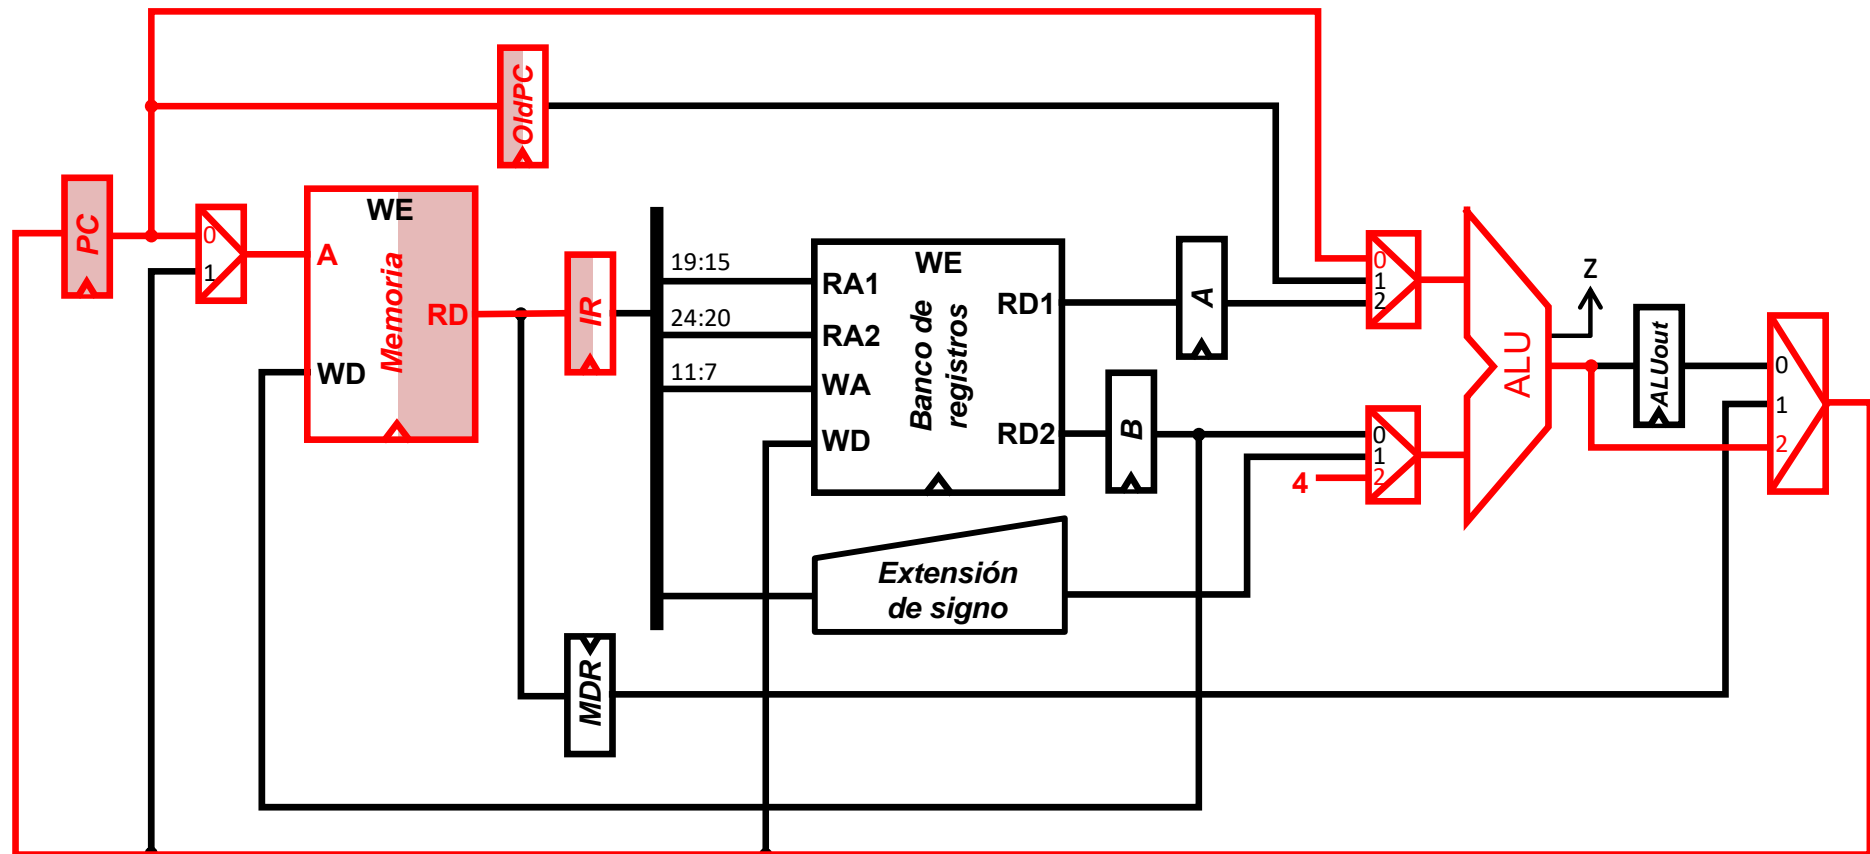 OldPC
PC
0
1
A
WE
Memoria
RD
WD
IR
19:15
24:20
11:7
RA1
RA2
WA
WD
WE
Banco de
registros
RD1
RD2
A
B
Extensión
de signo
MDR
0
1
2
0
1
2
4
ALU
Z
ALUout
0
1
2